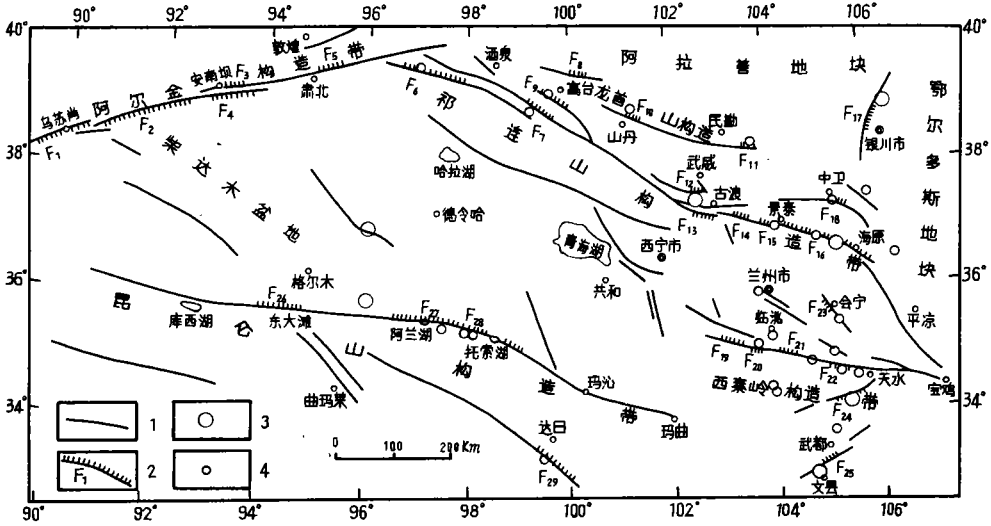 90° 92° 94° 96° 98° 100° 102° 104° 106°
40° 40°
38° 38°
36° 36°
34° 34°
敦煌
酒泉
阿拉善地块
鄂尔多斯地块
安南坝
F₃ 构造带
F₅
F₈
阿尔金
肃北
F₆
F₉
高台
龙首山构造
F₁₀
民勤
F₁₇
乌苏肖
F₂
F₄
山丹
银川市
F₁
F₇
F₁₁
祁连山构造带
柴达木盆地
哈拉湖
武威
F₁₂
古浪
中卫
德令哈
F₁₃
F₁₄
景泰
F₁₅
F₁₈
海原
F₁₆
青海湖
西宁市
格尔木
共和
兰州市
F₂₃
会宁
平凉
昆仑山构造带
F₂₆
库西湖
东大滩
F₂₇
阿兰湖
F₂₈
托索湖
临洮
F₂₁
F₁₉
F₂₀
F₂₂
天水
宝鸡
曲玛莱
玛沁
西秦岭构造带
F₂₄
玛曲
达日
武都
F₂₅
文县
F₂₉
1
3
F₁
2
4
0 100 200Km
90° 92° 94° 96° 98° 100° 102° 104° 106°